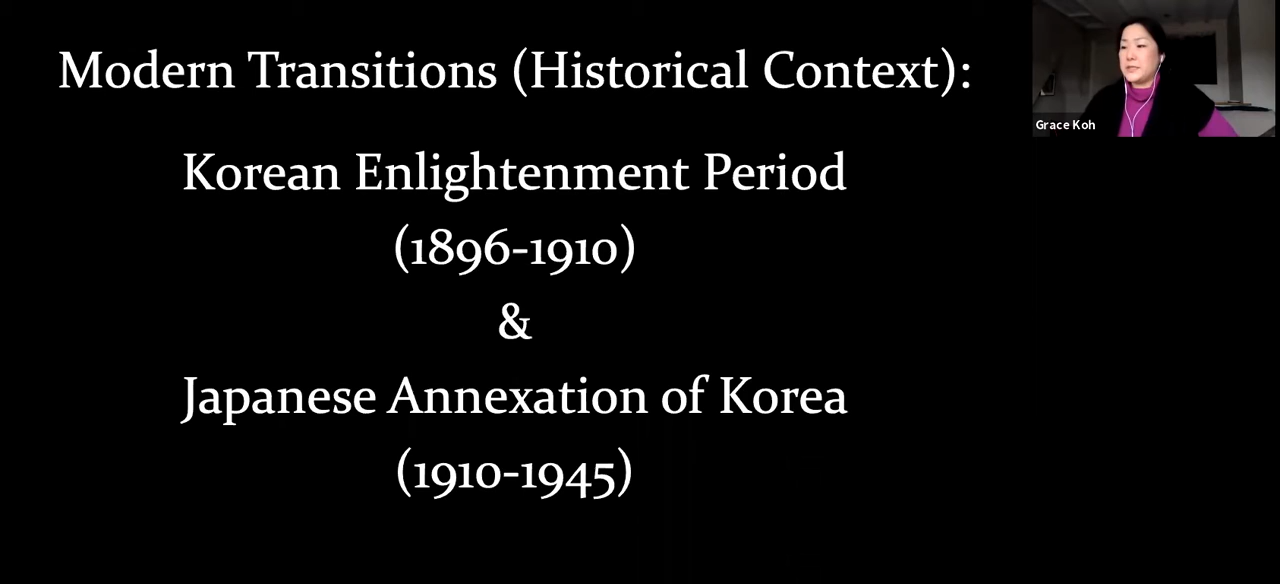 Modern Transitions (Historical Context):
Korean Enlightenment Period
(1896-1910)
&
Japanese Annexation of Korea
(1910-1945)
Grace Koh